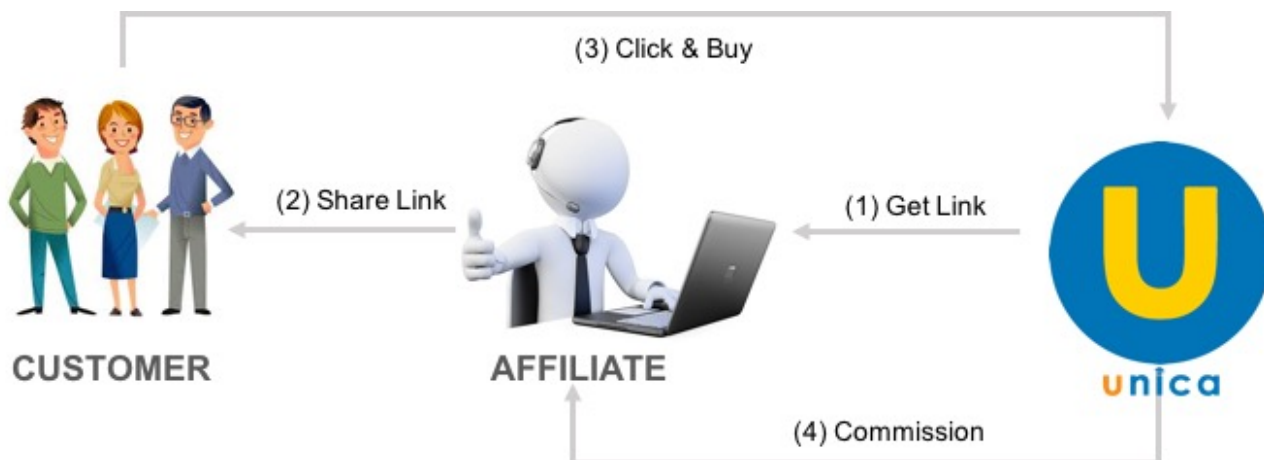 (3) Click & Buy
(2) Share Link
(1) Get Link
U
CUSTOMER
AFFILIATE
unica
(4) Commission